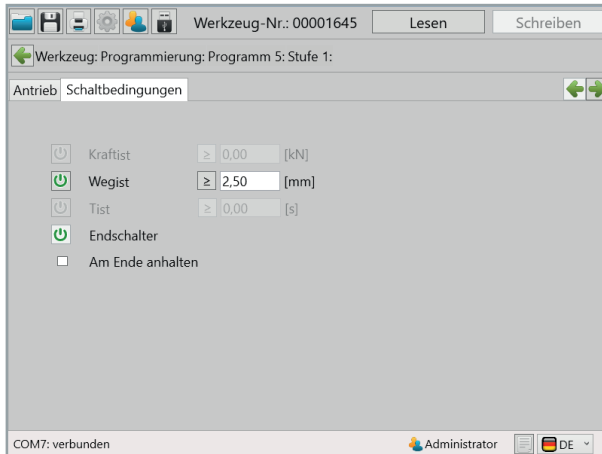 Werkzeug-Nr.: 00001645 Lesen Schreiben
Werkzeug: Programmierung: Programm 5: Stufe 1:
Antrieb Schaltbedingungen
Kraftist ≥ 0,00 [kN]
Wegist ≥ 2,50 [mm]
Tist ≥ 0,00 [s]
Endschalter
Am Ende anhalten
COM7: verbunden Administrator DE